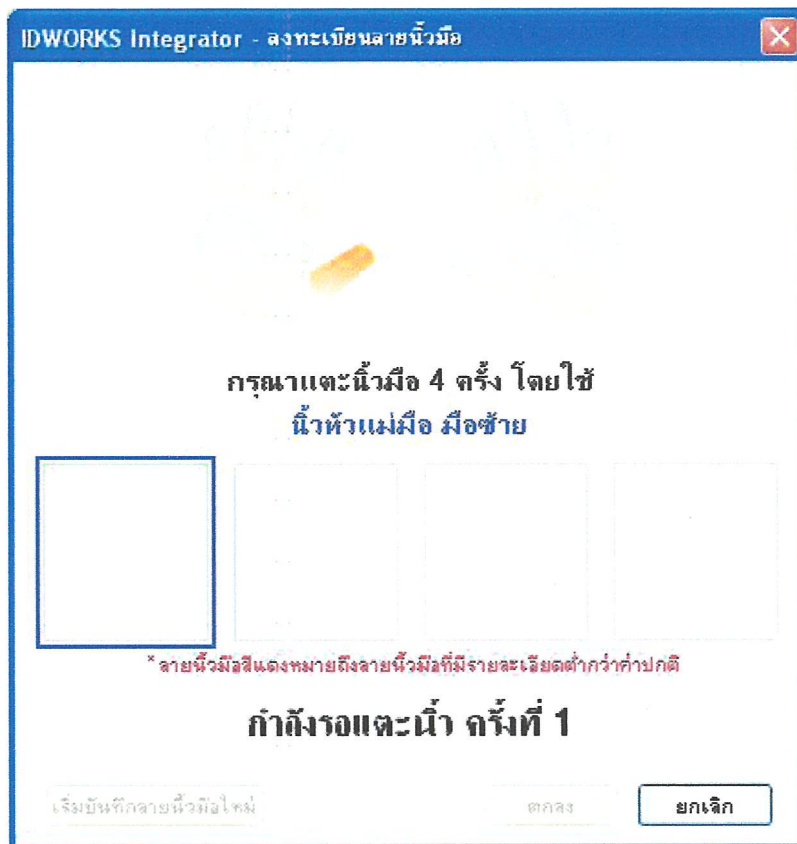 IDWORKS Integrator - ลงทะเบียนลายนิ้วมือ
กรุณาแตะนิ้วมือ 4 ครั้ง โดยใช้
นิ้วหัวแม่มือ มือซ้าย
*ลายนิ้วมือสีแดงหมายถึงลายนิ้วมือที่มีรายละเอียดต่ำกว่าค่าปกติ
กำลังรอแตะนิ้ว ครั้งที่ 1
เริ่มบันทึกลายนิ้วมือใหม่ ตกลง ยกเลิก